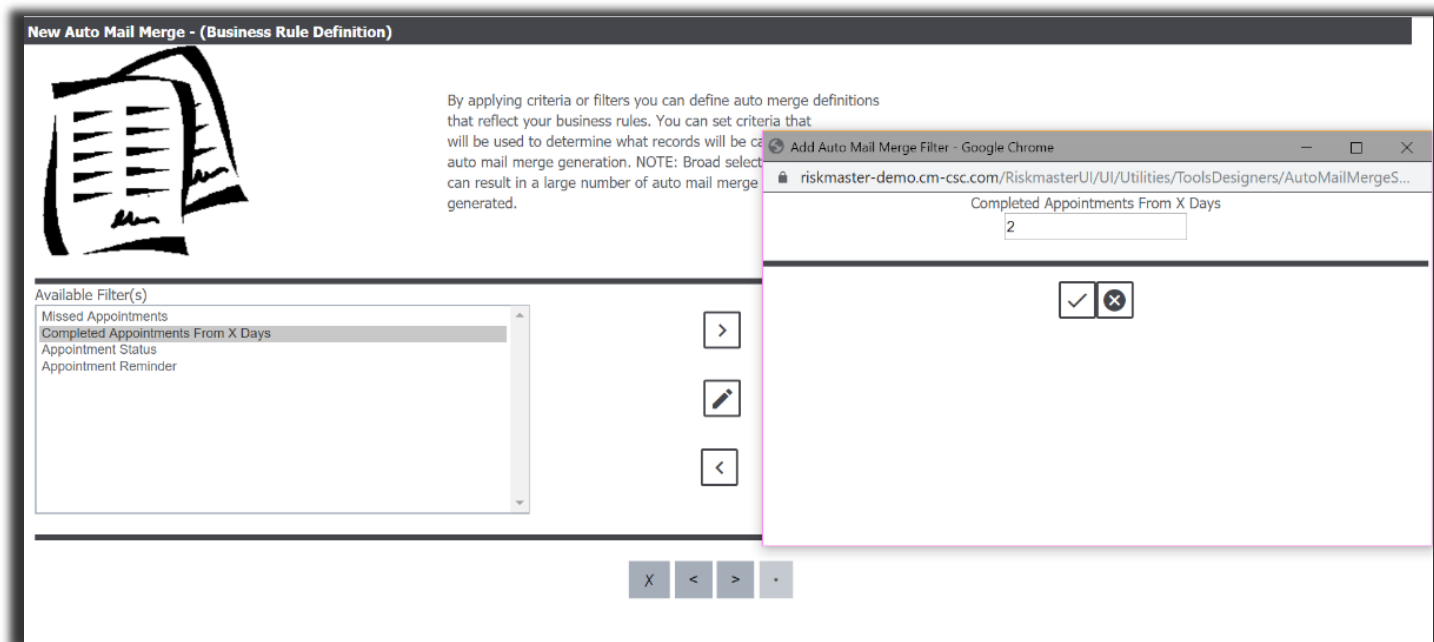 New Auto Mail Merge - (Business Rule Definition)
By applying criteria or filters you can define auto merge definitions
that reflect your business rules. You can set criteria that
will be used to determine what records will be
auto mail merge generation. NOTE: Broad
can result in a large number of auto mail merge
generated.
Add Auto Mail Merge Filter - Google Chrome
riskmaster-demo.cm-csc.com/RiskmasterUI/UI/Utilities/ToolsDesigners/AutoMailMergeS...
Completed Appointments From X Days
2
Available Filter(s)
Missed Appointments
Completed Appointments From X Days
Appointment Status
Appointment Reminder
X < > .